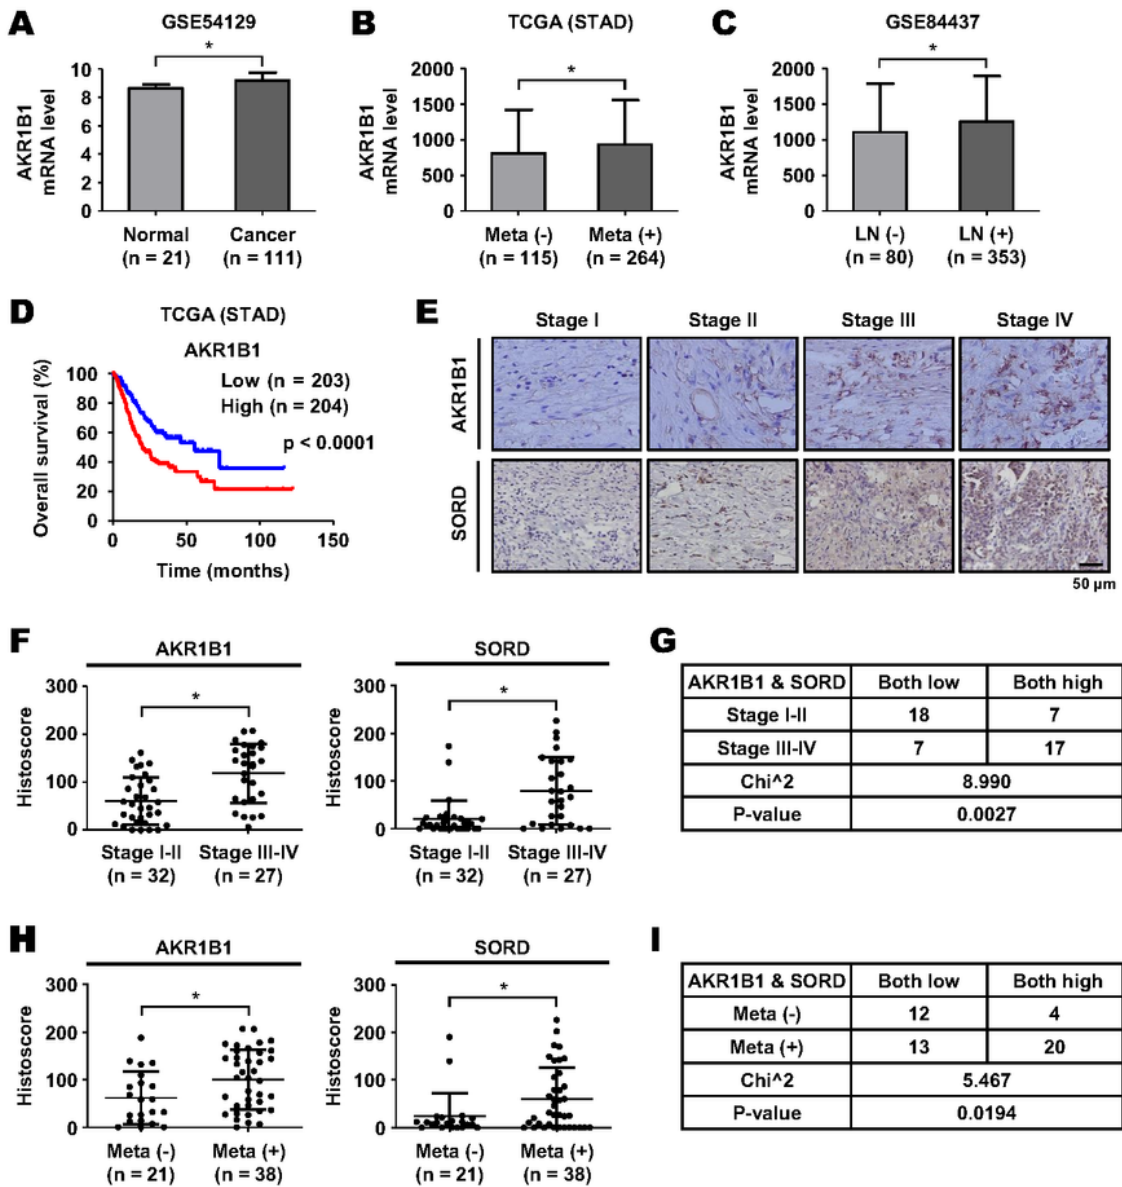 A
GSE54129
*
AKR1B1
mRNA level
10
8
6
4
2
0
Normal
(n = 21)
Cancer
(n = 111)
B
TCGA (STAD)
*
AKR1B1
mRNA level
2000
1500
1000
500
0
Meta (-)
(n = 115)
Meta (+)
(n = 264)
C
GSE84437
*
AKR1B1
mRNA level
2000
1500
1000
500
0
LN (-)
(n = 80)
LN (+)
(n = 353)
D
TCGA (STAD)
AKR1B1
Low (n = 203)
High (n = 204)
p < 0.0001
Overall survival (%)
100
80
60
40
20
0
0 50 100 150
Time (months)
E
Stage I Stage II Stage III Stage IV
AKR1B1
SORD
50 µm
F
AKR1B1
*
Histoscore
300
200
100
0
Stage I-II
(n = 32)
Stage III-IV
(n = 27)
SORD
*
Histoscore
300
200
100
0
Stage I-II
(n = 32)
Stage III-IV
(n = 27)
G
AKR1B1 & SORD Both low Both high
Stage I-II 18 7
Stage III-IV 7 17
Chi^2 8.990
P-value 0.0027
H
AKR1B1
*
Histoscore
300
200
100
0
Meta (-)
(n = 21)
Meta (+)
(n = 38)
SORD
*
Histoscore
300
200
100
0
Meta (-)
(n = 21)
Meta (+)
(n = 38)
I
AKR1B1 & SORD Both low Both high
Meta (-) 12 4
Meta (+) 13 20
Chi^2 5.467
P-value 0.0194